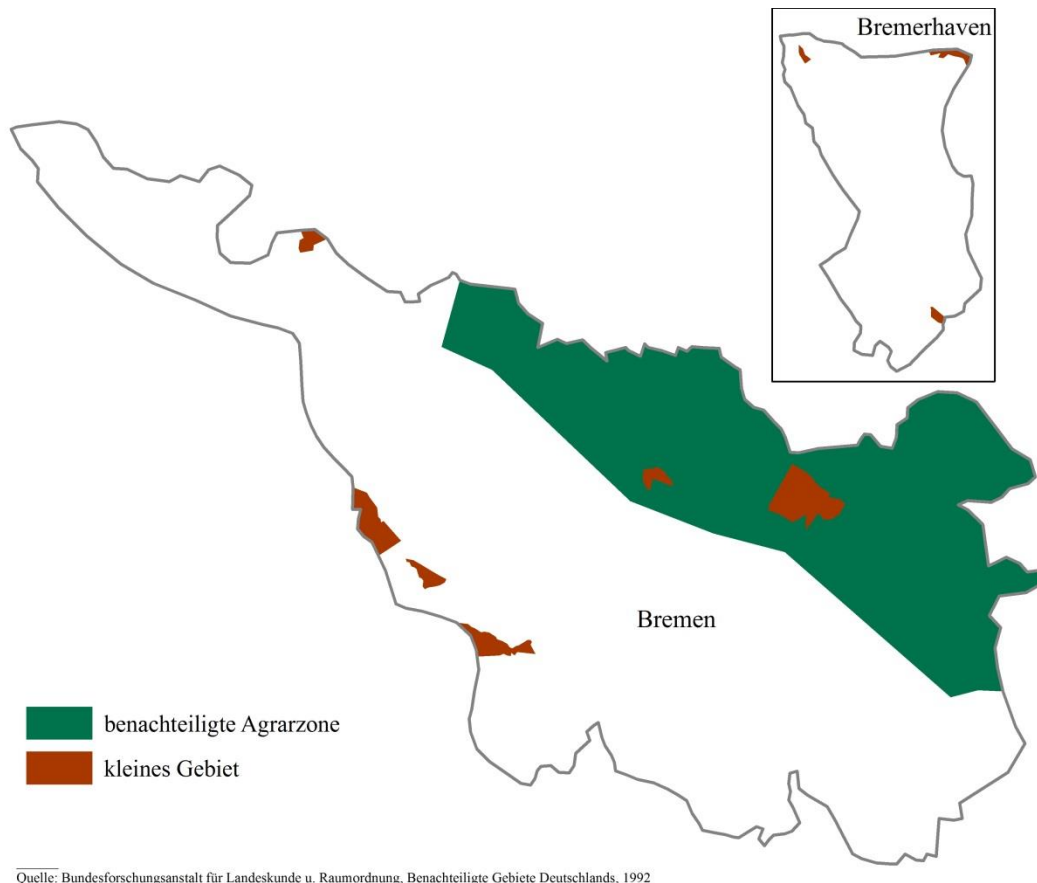 Bremerhaven
Bremen
benachteiligte Agrarzone
kleines Gebiet
Quelle: Bundesforschungsanstalt für Landeskunde u. Raumordnung, Benachteiligte Gebiete Deutschlands, 1992